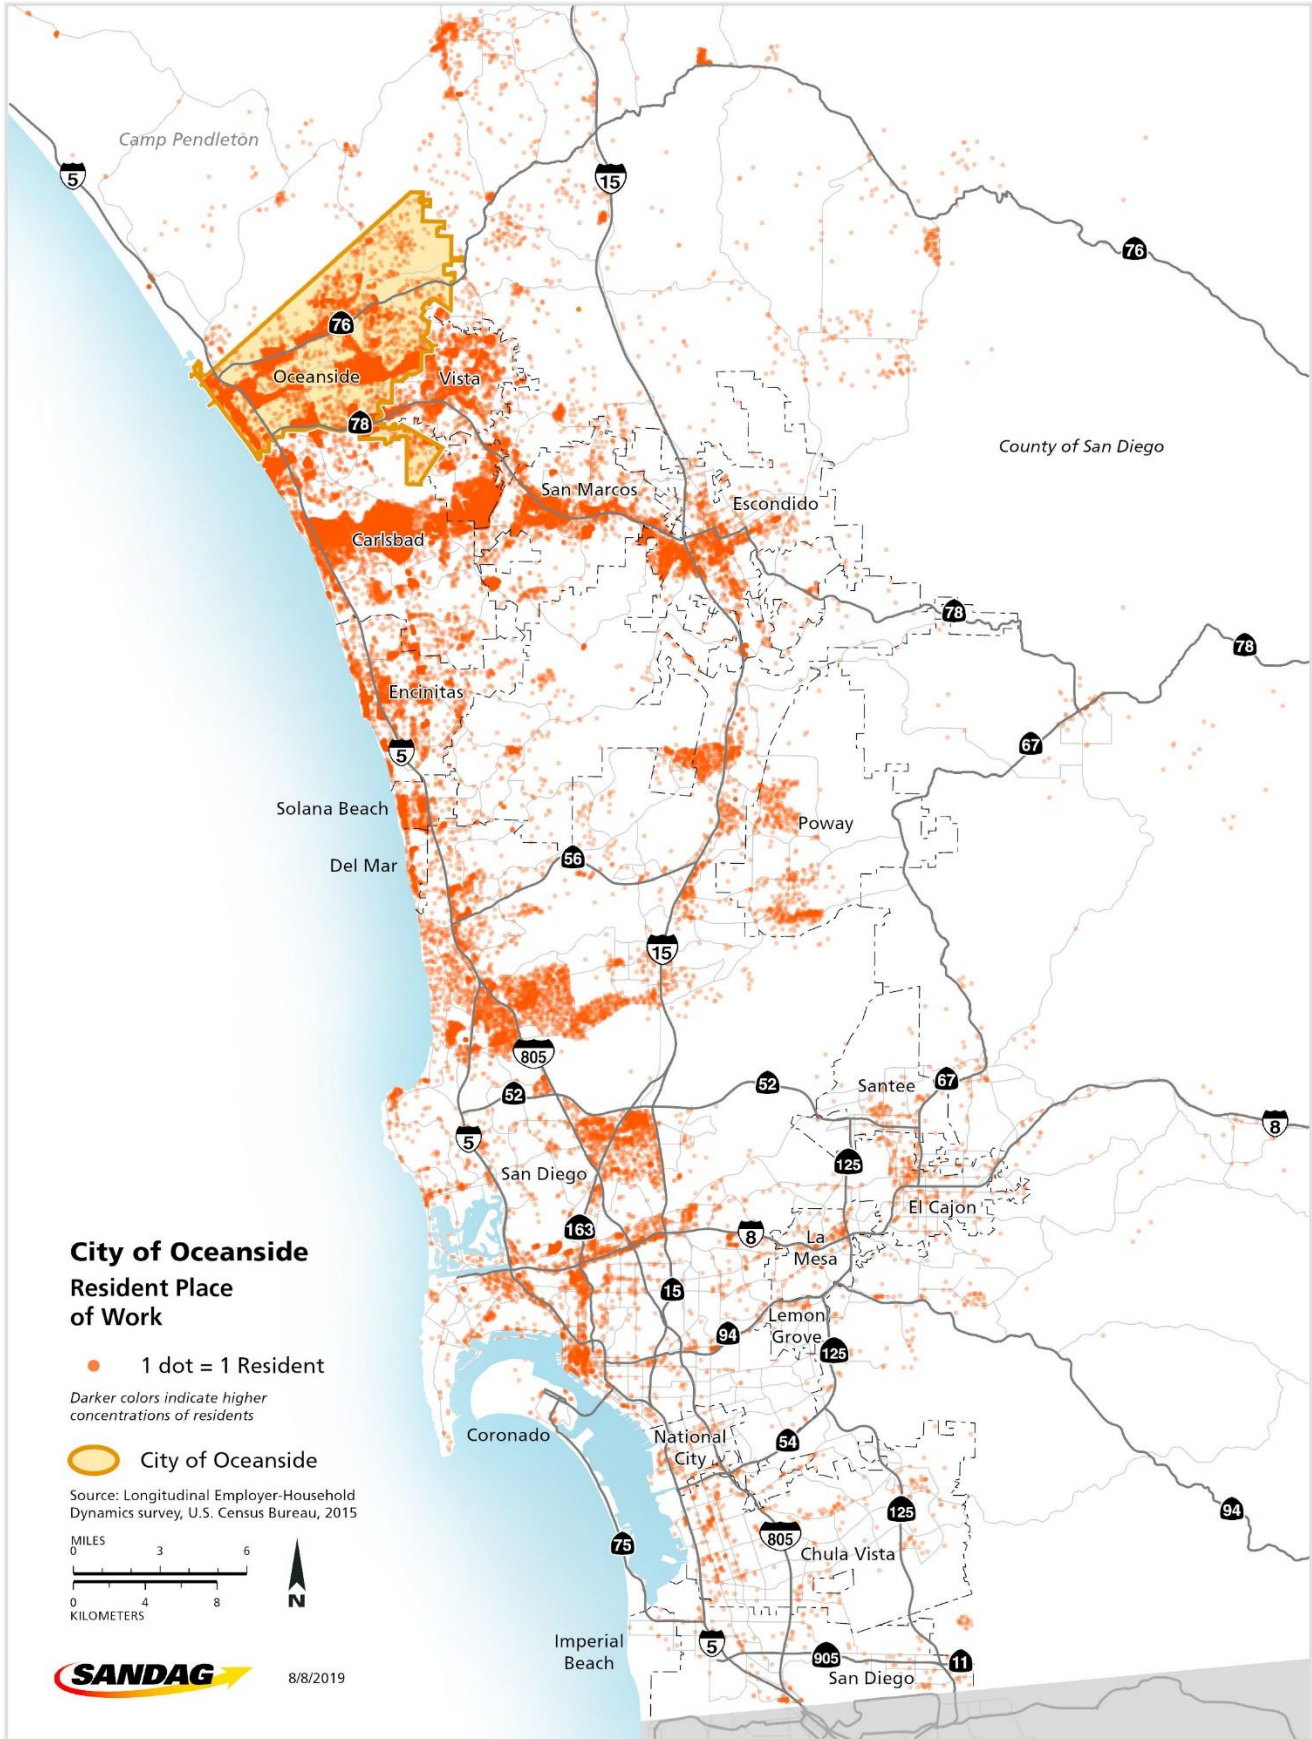 Camp Pendleton
5
15
76
76
Oceanside
Vista
78
County of San Diego
San Marcos
Escondido
Carlsbad
78
78
Encinitas
67
5
Solana Beach
Poway
Del Mar
56
15
805
52
52
Santee
67
5
8
125
San Diego
El Cajon
163
8
La
Mesa
15
Lemon
Grove
94
125
Coronado
National
City
54
125
94
75
805
Chula Vista
Imperial
Beach
5
905
San Diego
11
City of Oceanside
Resident Place
of Work
1 dot = 1 Resident
Darker colors indicate higher
concentrations of residents
City of Oceanside
Source: Longitudinal Employer-Household
Dynamics survey, U.S. Census Bureau, 2015
MILES
0 3 6
0 4 8
KILOMETERS
N
SANDAG
8/8/2019